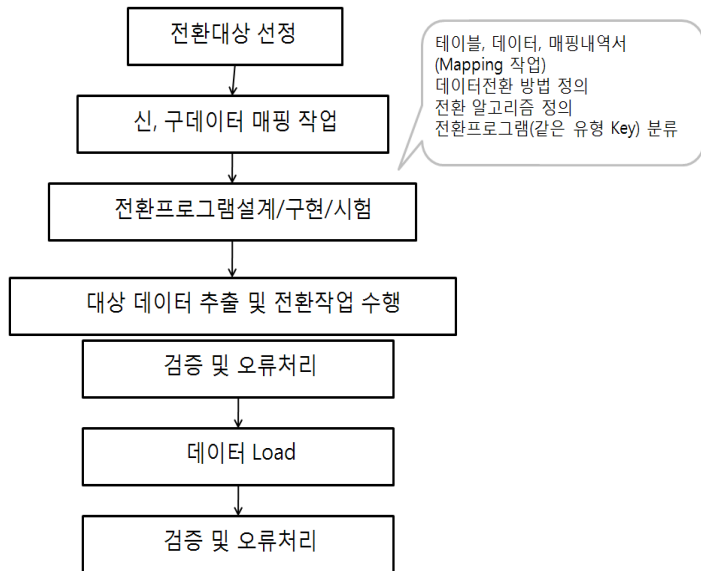 전환대상 선정
테이블, 데이터, 매핑내역서
(Mapping 작업)
데이터전환 방법 정의
전환 알고리즘 정의
전환프로그램(같은 유형 Key) 분류
신, 구데이터 매핑 작업
전환프로그램설계/구현/시험
대상 데이터 추출 및 전환작업 수행
검증 및 오류처리
데이터 Load
검증 및 오류처리